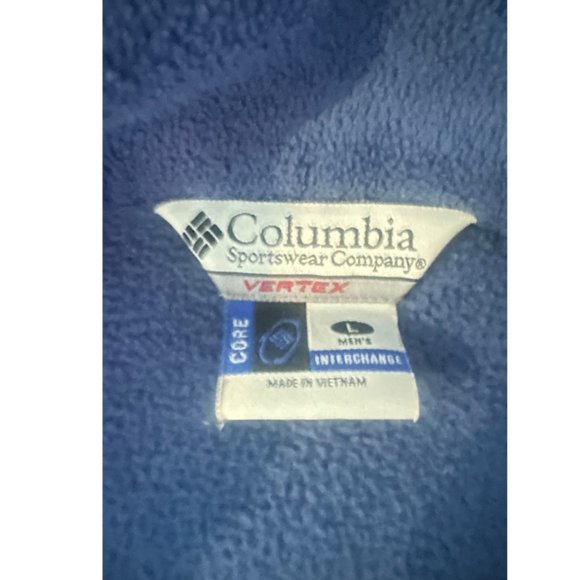 Columbia
Sportswear Company®
VERTEX
CORE
L
MEN'S
INTERCHANGE
MADE IN VIETNAM